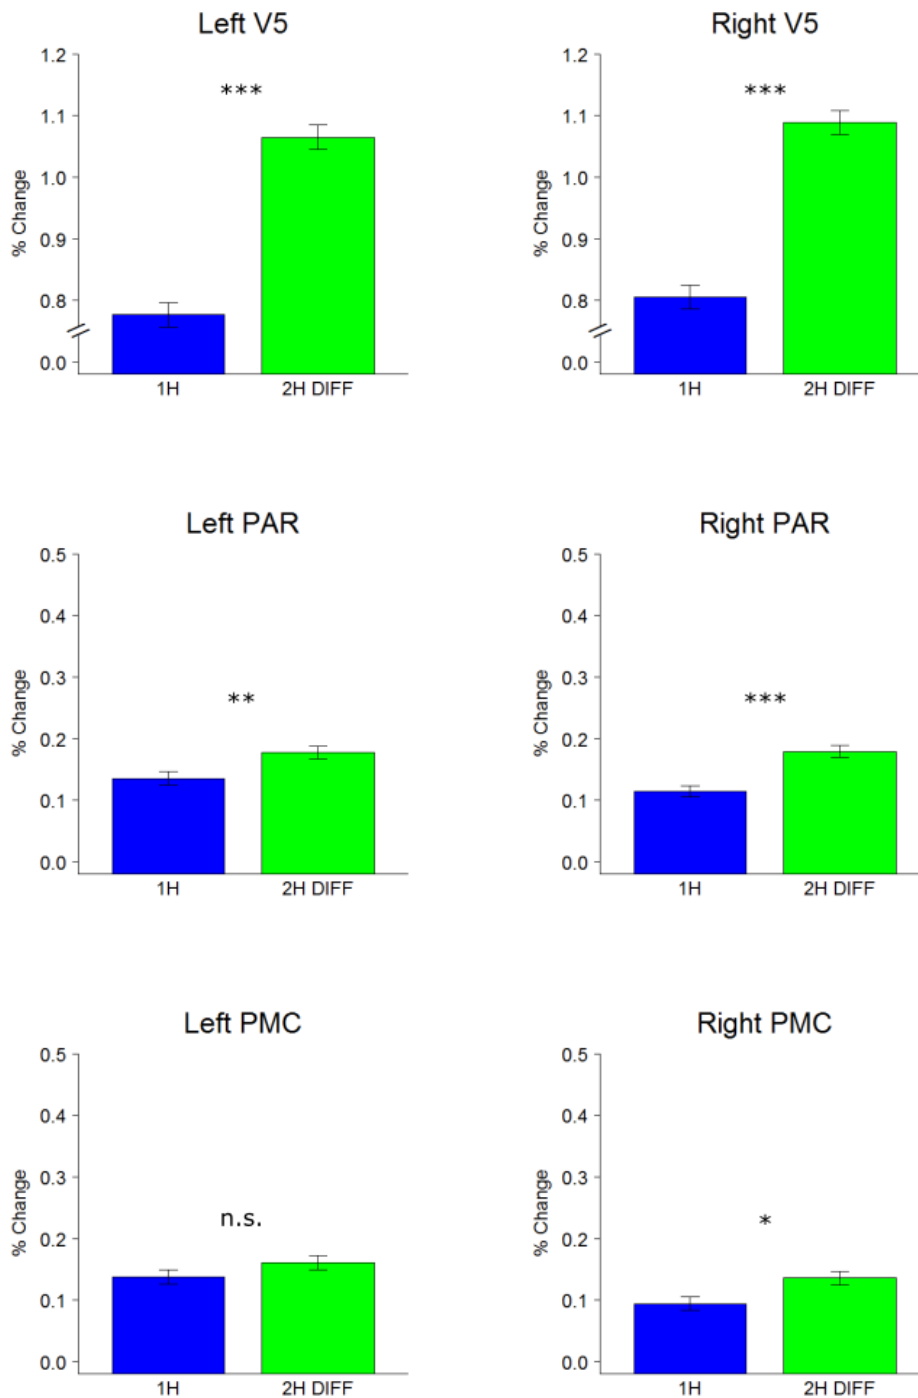 Left V5
% Change
1.2
1.1
1.0
0.9
0.8
0.0
***
1H
2H DIFF
Right V5
% Change
1.2
1.1
1.0
0.9
0.8
0.0
***
1H
2H DIFF
Left PAR
% Change
0.5
0.4
0.3
0.2
0.1
0.0
**
1H
2H DIFF
Right PAR
% Change
0.5
0.4
0.3
0.2
0.1
0.0
***
1H
2H DIFF
Left PMC
% Change
0.5
0.4
0.3
0.2
0.1
0.0
n.s.
1H
2H DIFF
Right PMC
% Change
0.5
0.4
0.3
0.2
0.1
0.0
*
1H
2H DIFF